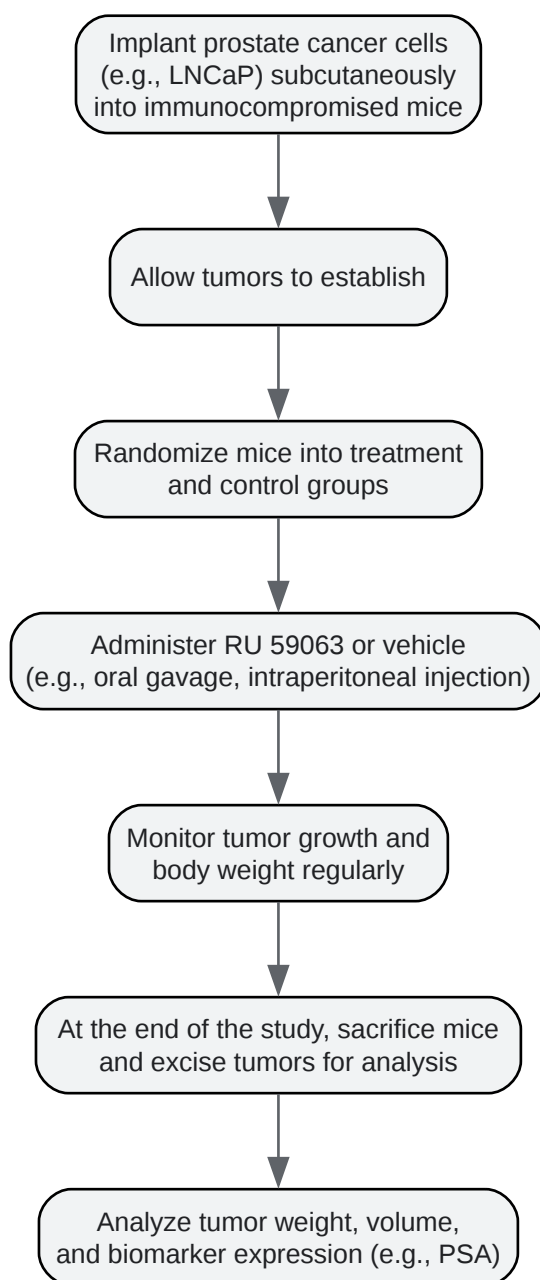 Implant prostate cancer cells
(e.g., LNCaP) subcutaneously
into immunocompromised mice
Allow tumors to establish
Randomize mice into treatment
and control groups
Administer RU 59063 or vehicle
(e.g., oral gavage, intraperitoneal injection)
Monitor tumor growth and
body weight regularly
At the end of the study, sacrifice mice
and excise tumors for analysis
Analyze tumor weight, volume,
and biomarker expression (e.g., PSA)